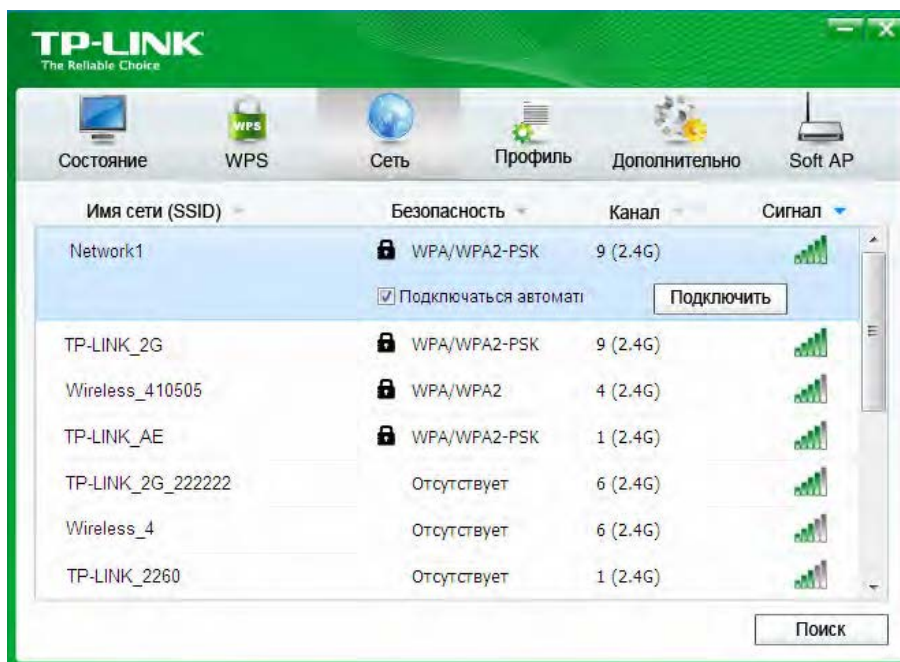 TP-LINK
The Reliable Choice
WPS
Состояние WPS Сеть Профиль Дополнительно Soft AP
Имя сети (SSID) Безопасность Канал Сигнал
Network1 WPA/WPA2-PSK 9 (2.4G)
Подключаться автомати Подключить
TP-LINK_2G WPA/WPA2-PSK 9 (2.4G)
Wireless_410505 WPA/WPA2 4 (2.4G)
TP-LINK_AE WPA/WPA2-PSK 1 (2.4G)
TP-LINK_2G_222222 Отсутствует 6 (2.4G)
Wireless_4 Отсутствует 6 (2.4G)
TP-LINK_2260 Отсутствует 1 (2.4G)
Поиск